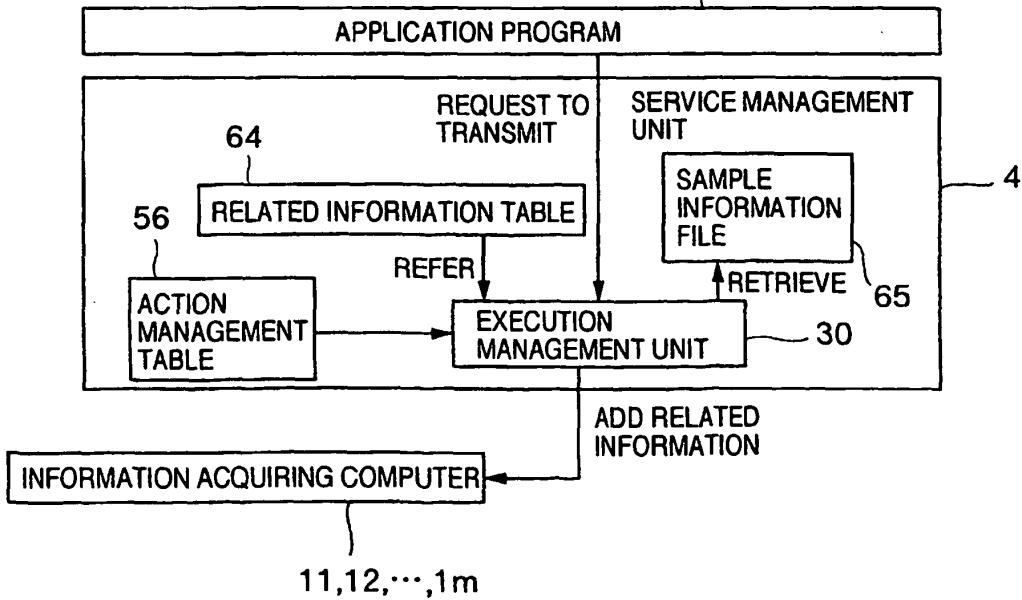 APPLICATION PROGRAM
REQUEST TO
TRANSMIT
SERVICE MANAGEMENT
UNIT
64
SAMPLE
INFORMATION
FILE
4
RELATED INFORMATION TABLE
56
REFER
RETRIEVE
65
ACTION
MANAGEMENT
TABLE
EXECUTION
MANAGEMENT UNIT
30
ADD RELATED
INFORMATION
INFORMATION ACQUIRING COMPUTER
11,12,···,1m